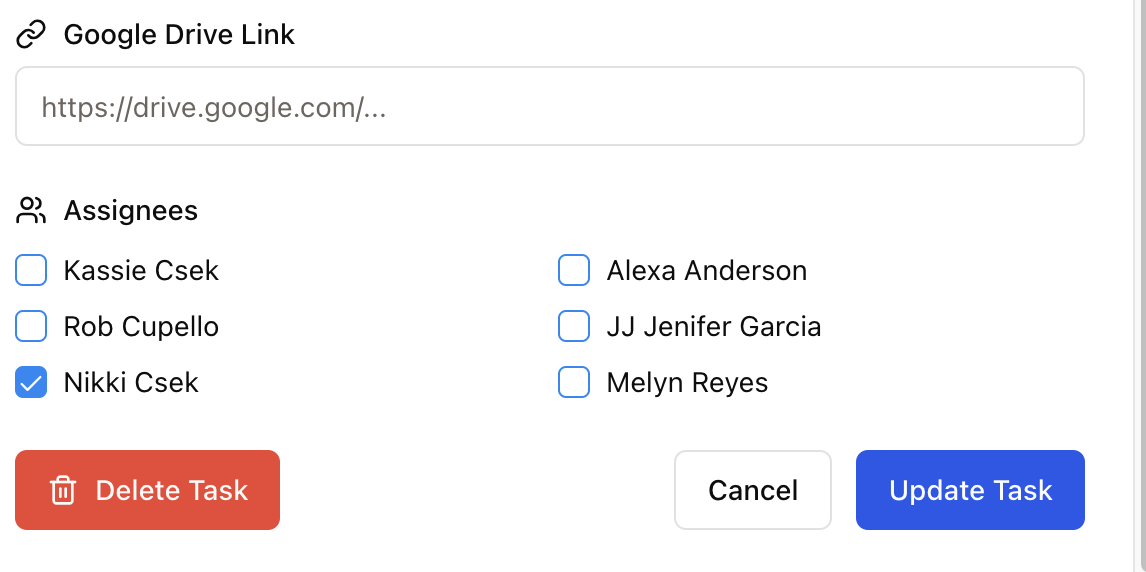 Google Drive Link
https://drive.google.com/...
Assignees
Kassie Csek
Alexa Anderson
Rob Cupello
JJ Jenifer Garcia
Nikki Csek
Melyn Reyes
Delete Task
Cancel
Update Task